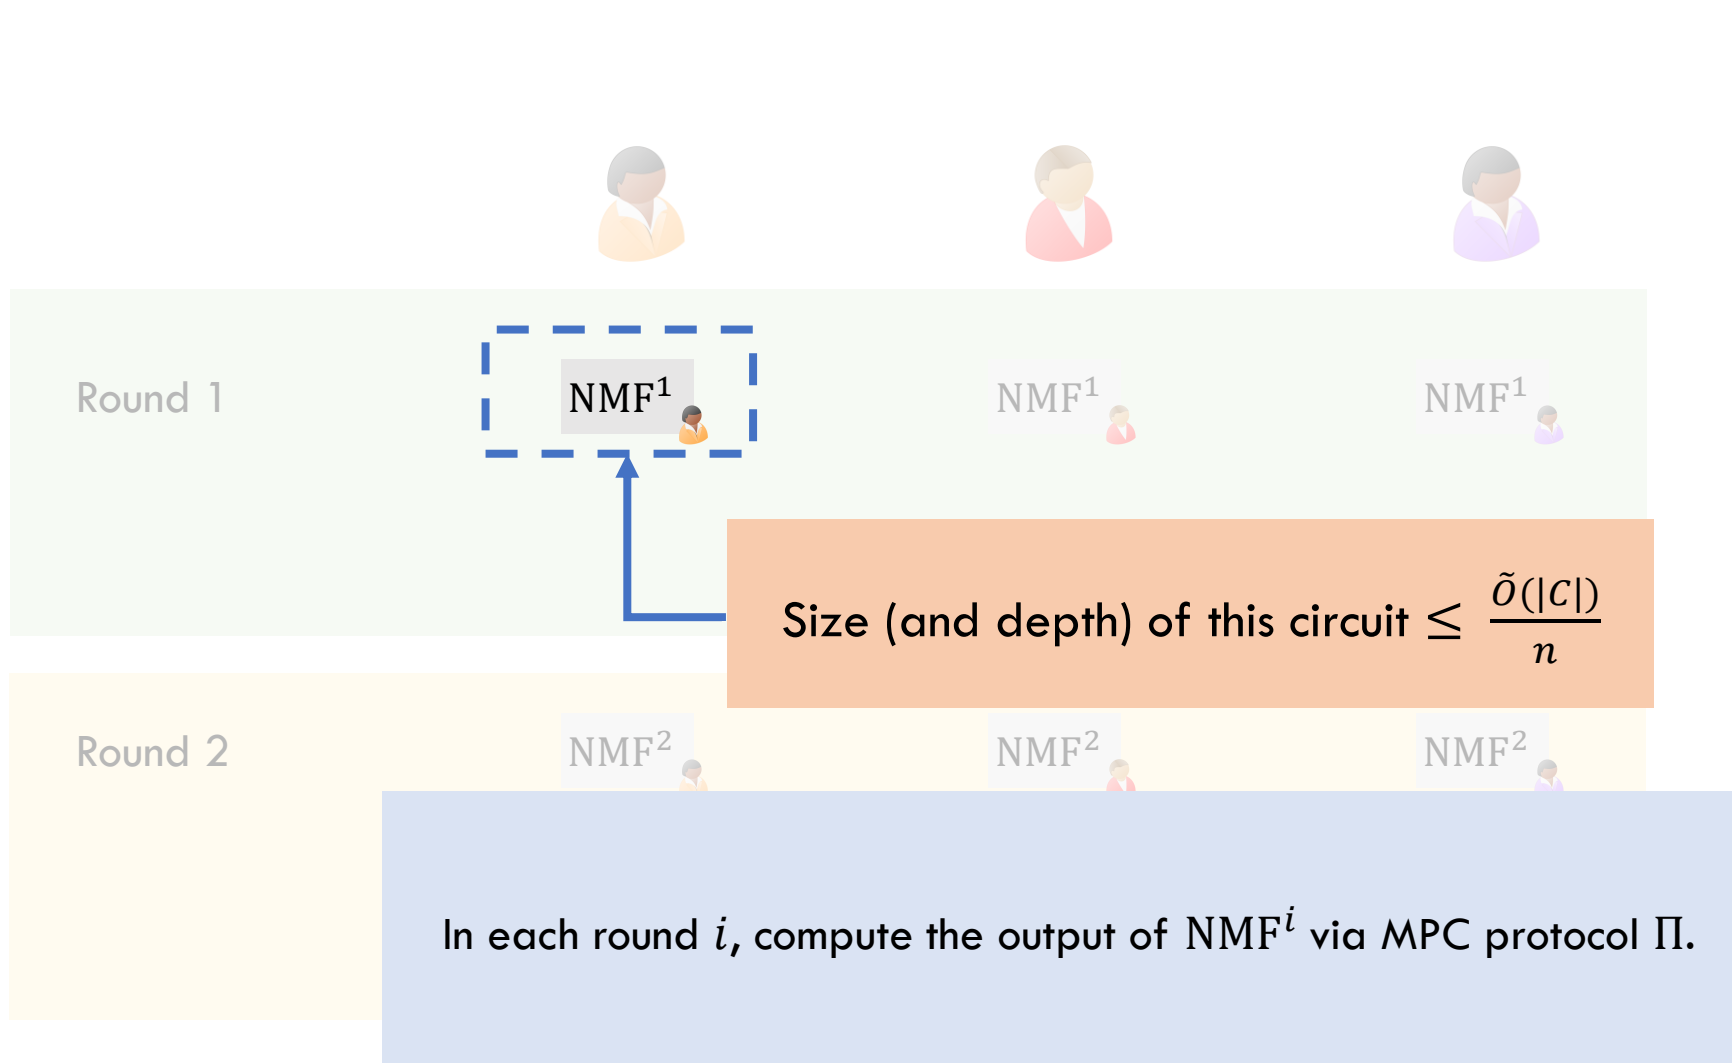 Round 1
NMF¹ NMF¹ NMF¹
Size (and depth) of this circuit ≤ Õ(|C|)/n
Round 2
NMF² NMF² NMF²
In each round i, compute the output of NMFⁱ via MPC protocol Π.